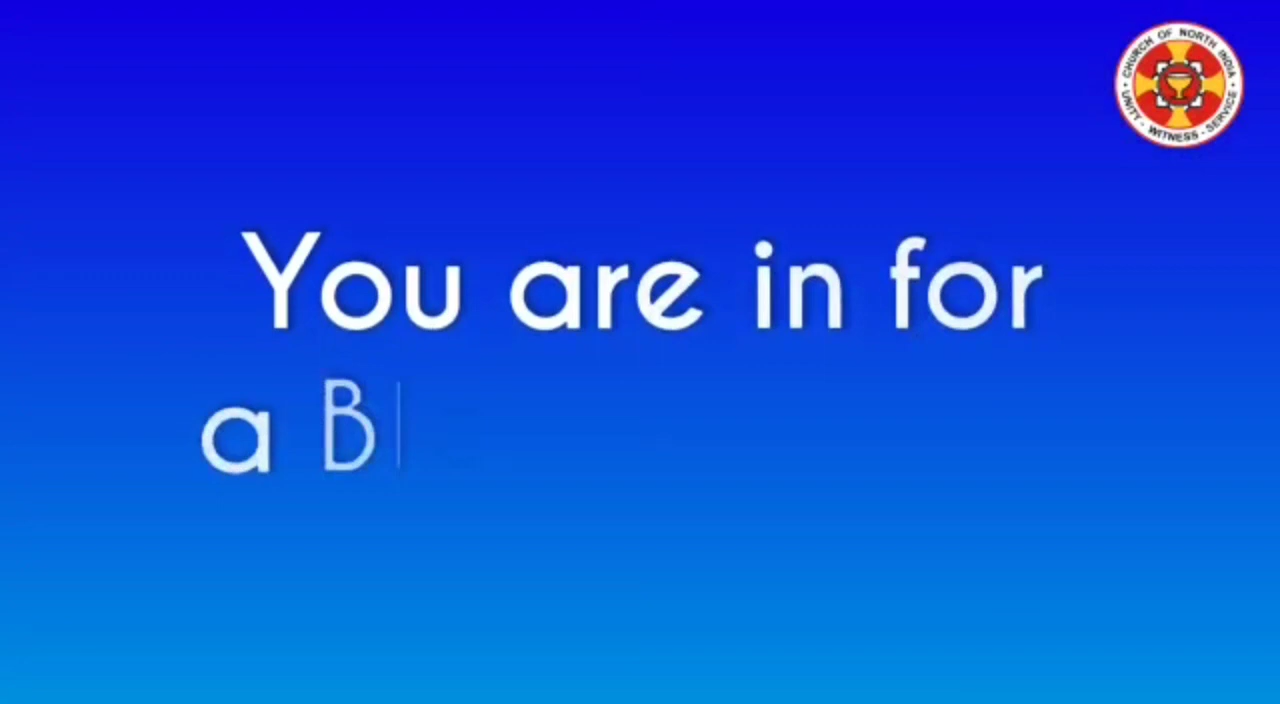 CHURCH OF NORTH INDIA
UNITY - WITNESS - SERVICE
You are in for
a B